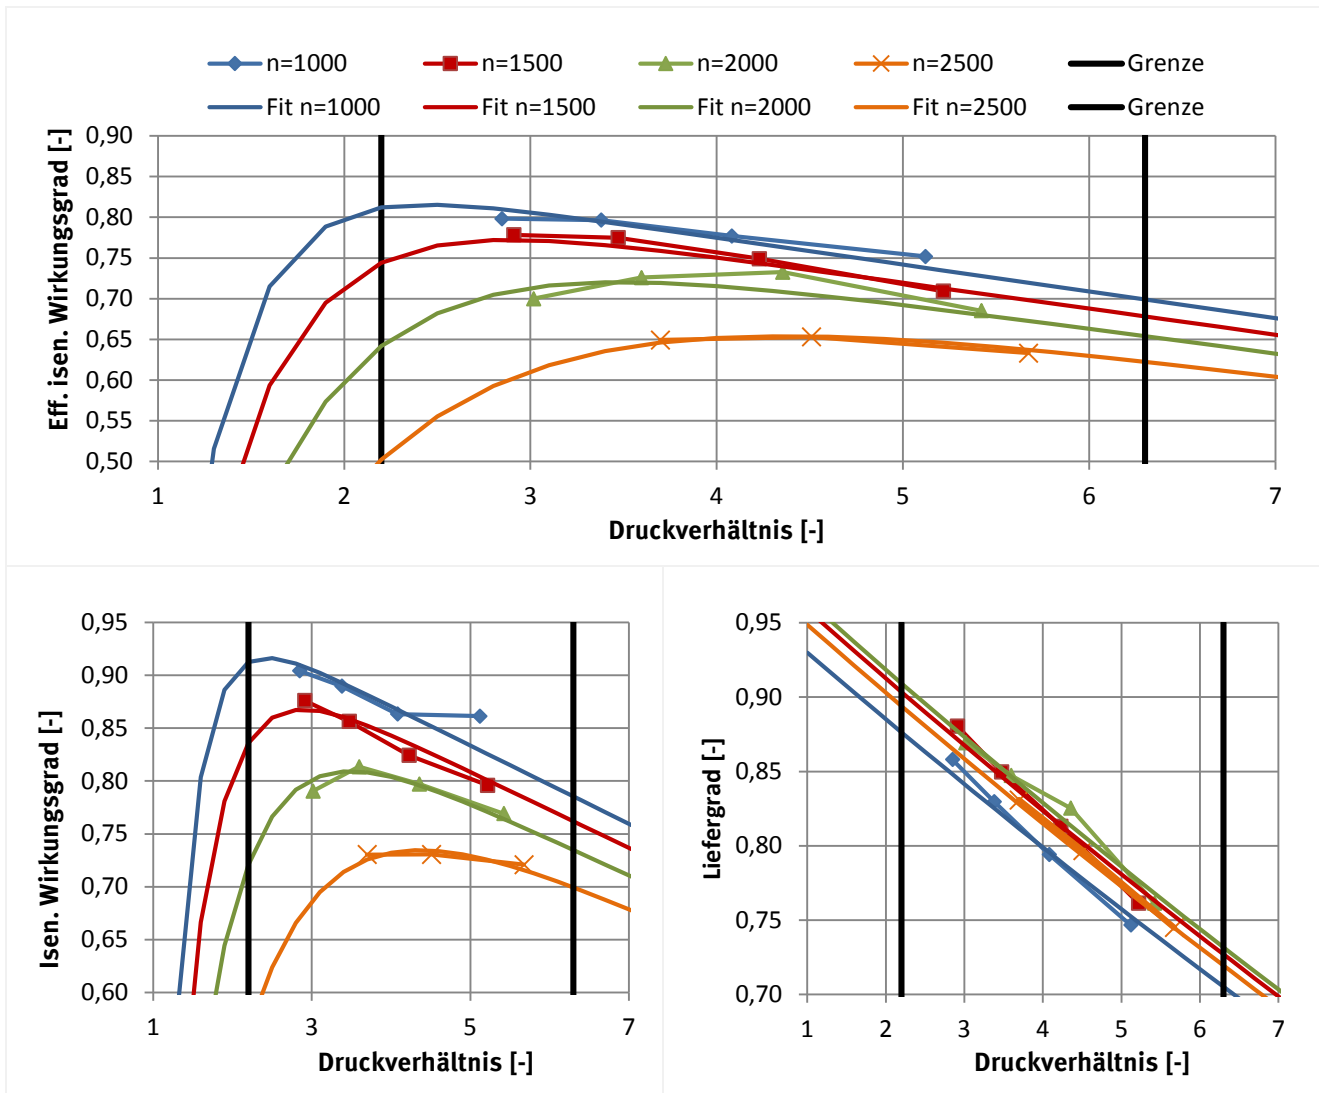 n=1000 n=1500 n=2000 n=2500 Grenze
Fit n=1000 Fit n=1500 Fit n=2000 Fit n=2500 Grenze
Eff. isen. Wirkungsgrad [-]
0,90
0,85
0,80
0,75
0,70
0,65
0,60
0,55
0,50
1 2 3 4 5 6 7
Druckverhältnis [-]
Isen. Wirkungsgrad [-]
0,95
0,90
0,85
0,80
0,75
0,70
0,65
0,60
1 3 5 7
Druckverhältnis [-]
Liefergrad [-]
0,95
0,90
0,85
0,80
0,75
0,70
1 2 3 4 5 6 7
Druckverhältnis [-]